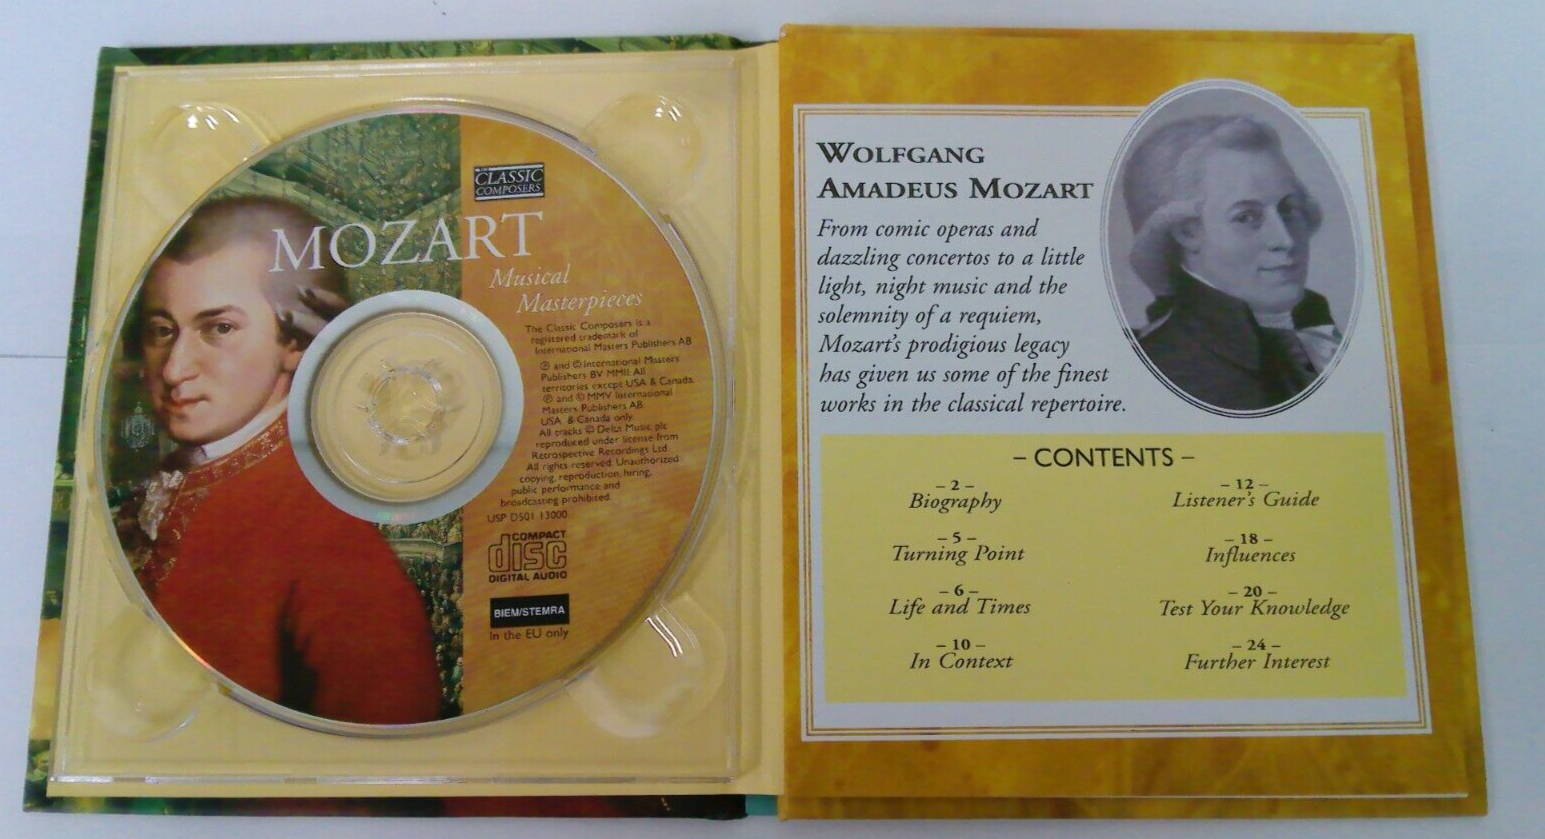 CLASSIC
COMPOSERS
MOZART
Musical
Masterpieces
The Classic Composers is a
registered trademark of
International Masters Publishers AB
℗ and © International Masters
Publishers BV MMII. All
territories except USA & Canada.
℗ and © MMV International
Masters Publishers AB.
USA & Canada only.
All tracks © Delta Music plc
reproduced under license from
Retrospective Recordings Ltd.
All rights reserved. Unauthorized
copying, reproduction, hiring,
public performance and
broadcasting prohibited.
USP D501 13000
COMPACT
disc
DIGITAL AUDIO
BIEM/STEMRA
In the EU only
WOLFGANG
AMADEUS MOZART
From comic operas and
dazzling concertos to a little
light, night music and the
solemnity of a requiem,
Mozart's prodigious legacy
has given us some of the finest
works in the classical repertoire.
– CONTENTS –
– 2 –
Biography
– 5 –
Turning Point
– 6 –
Life and Times
– 10 –
In Context
– 12 –
Listener's Guide
– 18 –
Influences
– 20 –
Test Your Knowledge
– 24 –
Further Interest